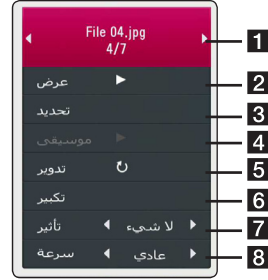 File 04.jpg
4/7
1
عرض
2
تحديد
3
موسيقى
4
تدوير
5
تكبير
6
تأثير لا شيء
7
سرعة عادي
8